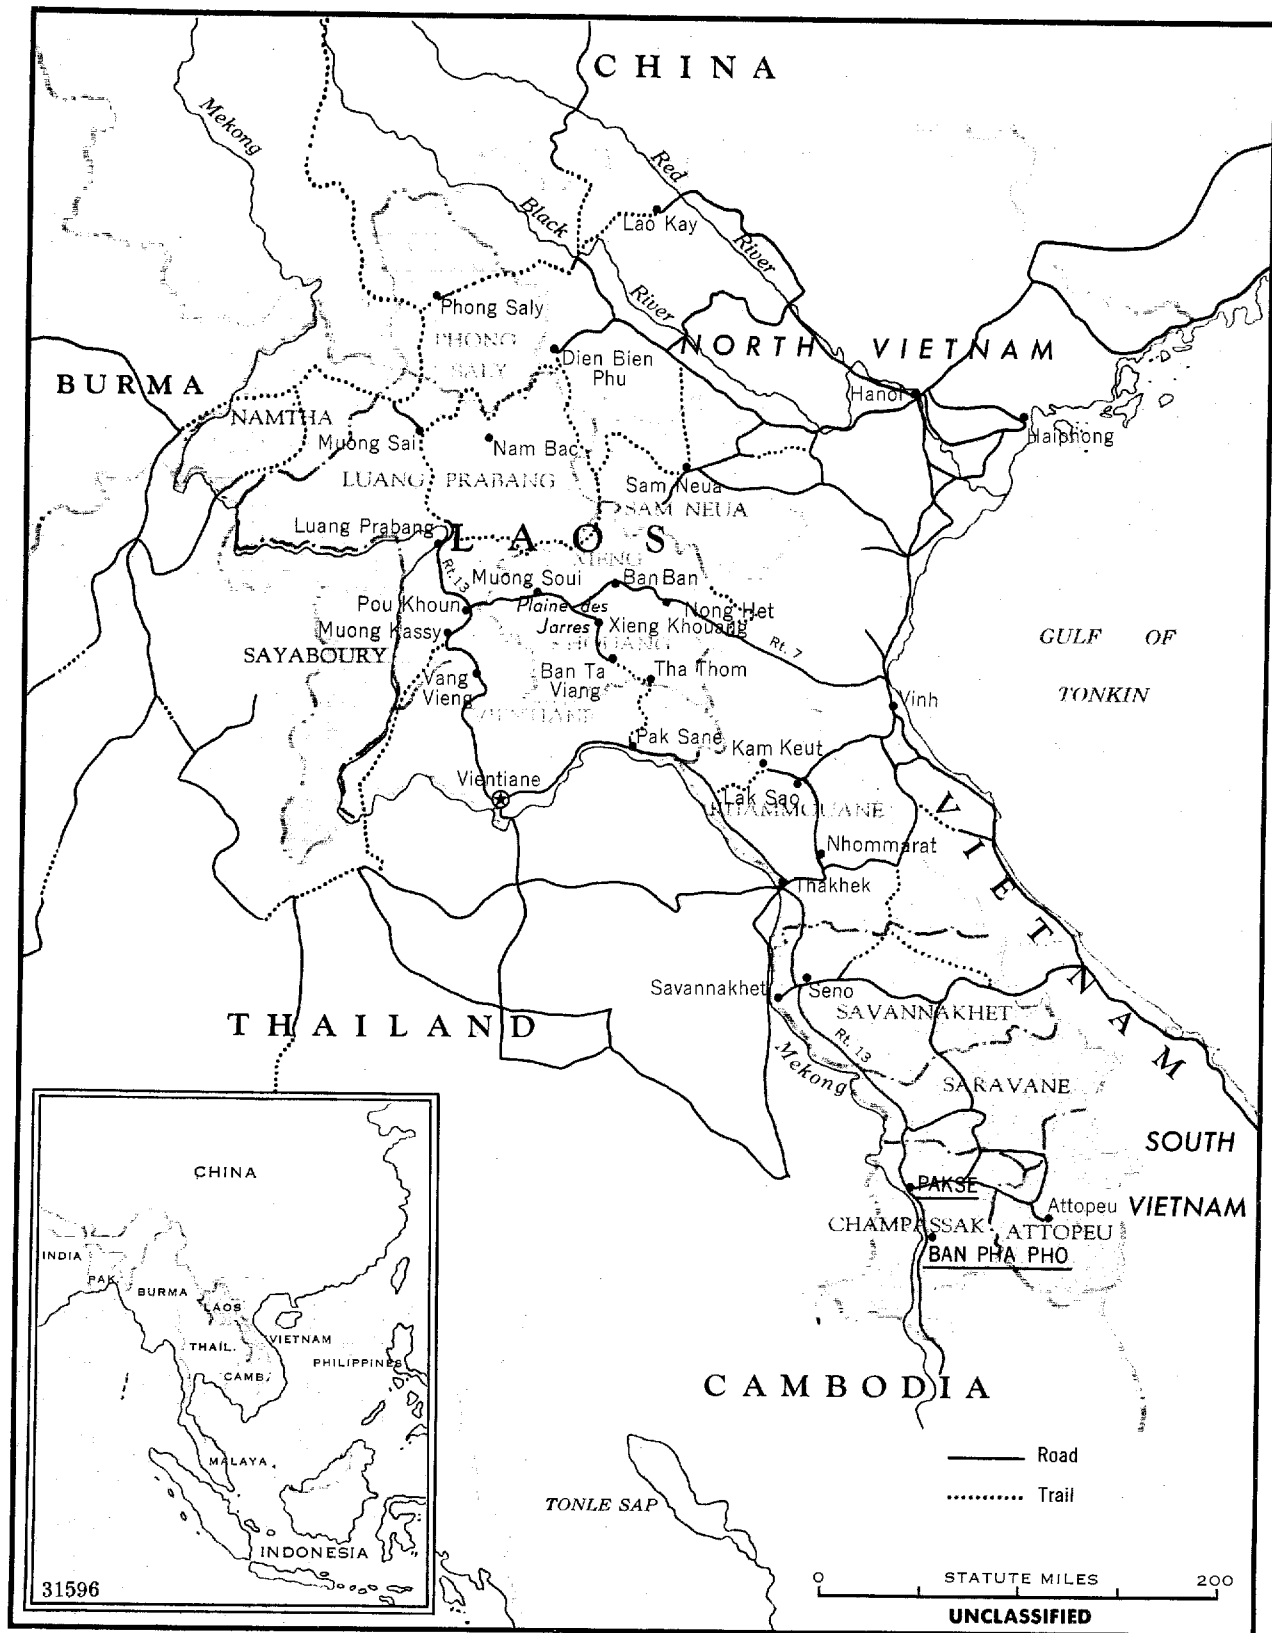 CHINA
Mekong
Red
Black
Lao Kay
River
River
Phong Saly
PHONG
SALY
NORTH VIETNAM
Dien Bien
Phu
BURMA
Hanoi
NAMTHA
Haiphong
Muong Sai
Nam Bac
LUANG PRABANG
Sam Neua
SAM NEUA
Luang Prabang
LAOS
Rt. 13
Muong Soui
Ban Ban
Pou Khoun
Plaine des
Jarres
Nong Het
Muong Kassy
Xieng Khouang
GULF OF
TONKIN
SAYABOURY
Rt. 7
Vang
Vieng
Ban Ta
Viang
Tha Thom
VIENTIANE
Vinh
Pak Sane
Kam Keut
Vientiane
Lak Sao
KHAMMOUANE
VIETNAM
Nhommarat
Thakhek
Savannakhet
Seno
SAVANNAKHET
THAILAND
Rt. 13
Mekong
SARAVANE
SOUTH
VIETNAM
PAKSE
Attopeu
CHAMPASSAK
ATTOPEU
BAN PHA PHO
CAMBODIA
Road
Trail
TONLE SAP
0 STATUTE MILES 200
UNCLASSIFIED
CHINA
INDIA
PAK.
BURMA
LAOS
VIETNAM
THAIL.
PHILIPPINES
CAMB.
MALAYA
INDONESIA
31596